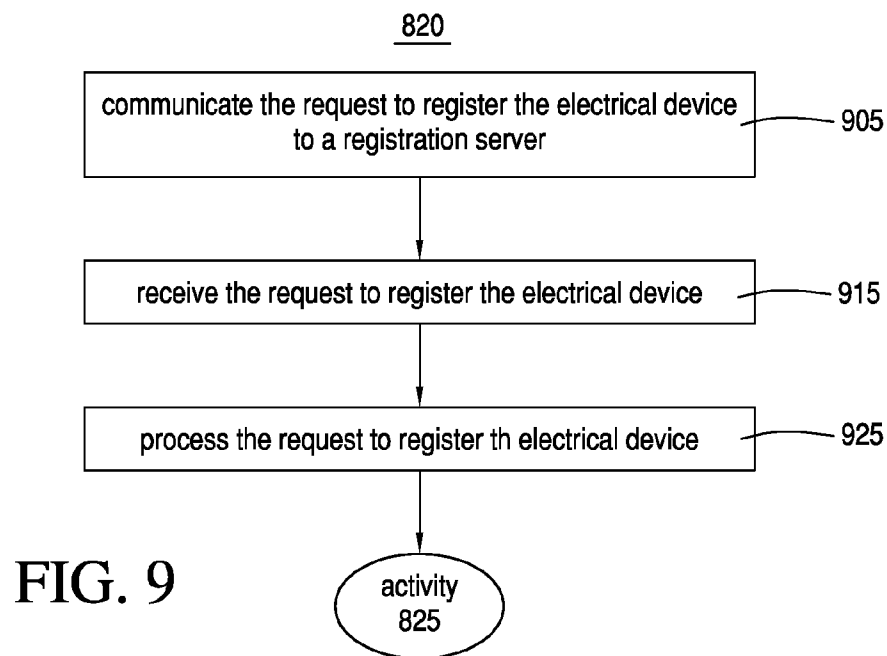 820
communicate the request to register the electrical device
to a registration server
905
receive the request to register the electrical device
915
process the request to register th electrical device
925
activity
825
FIG. 9